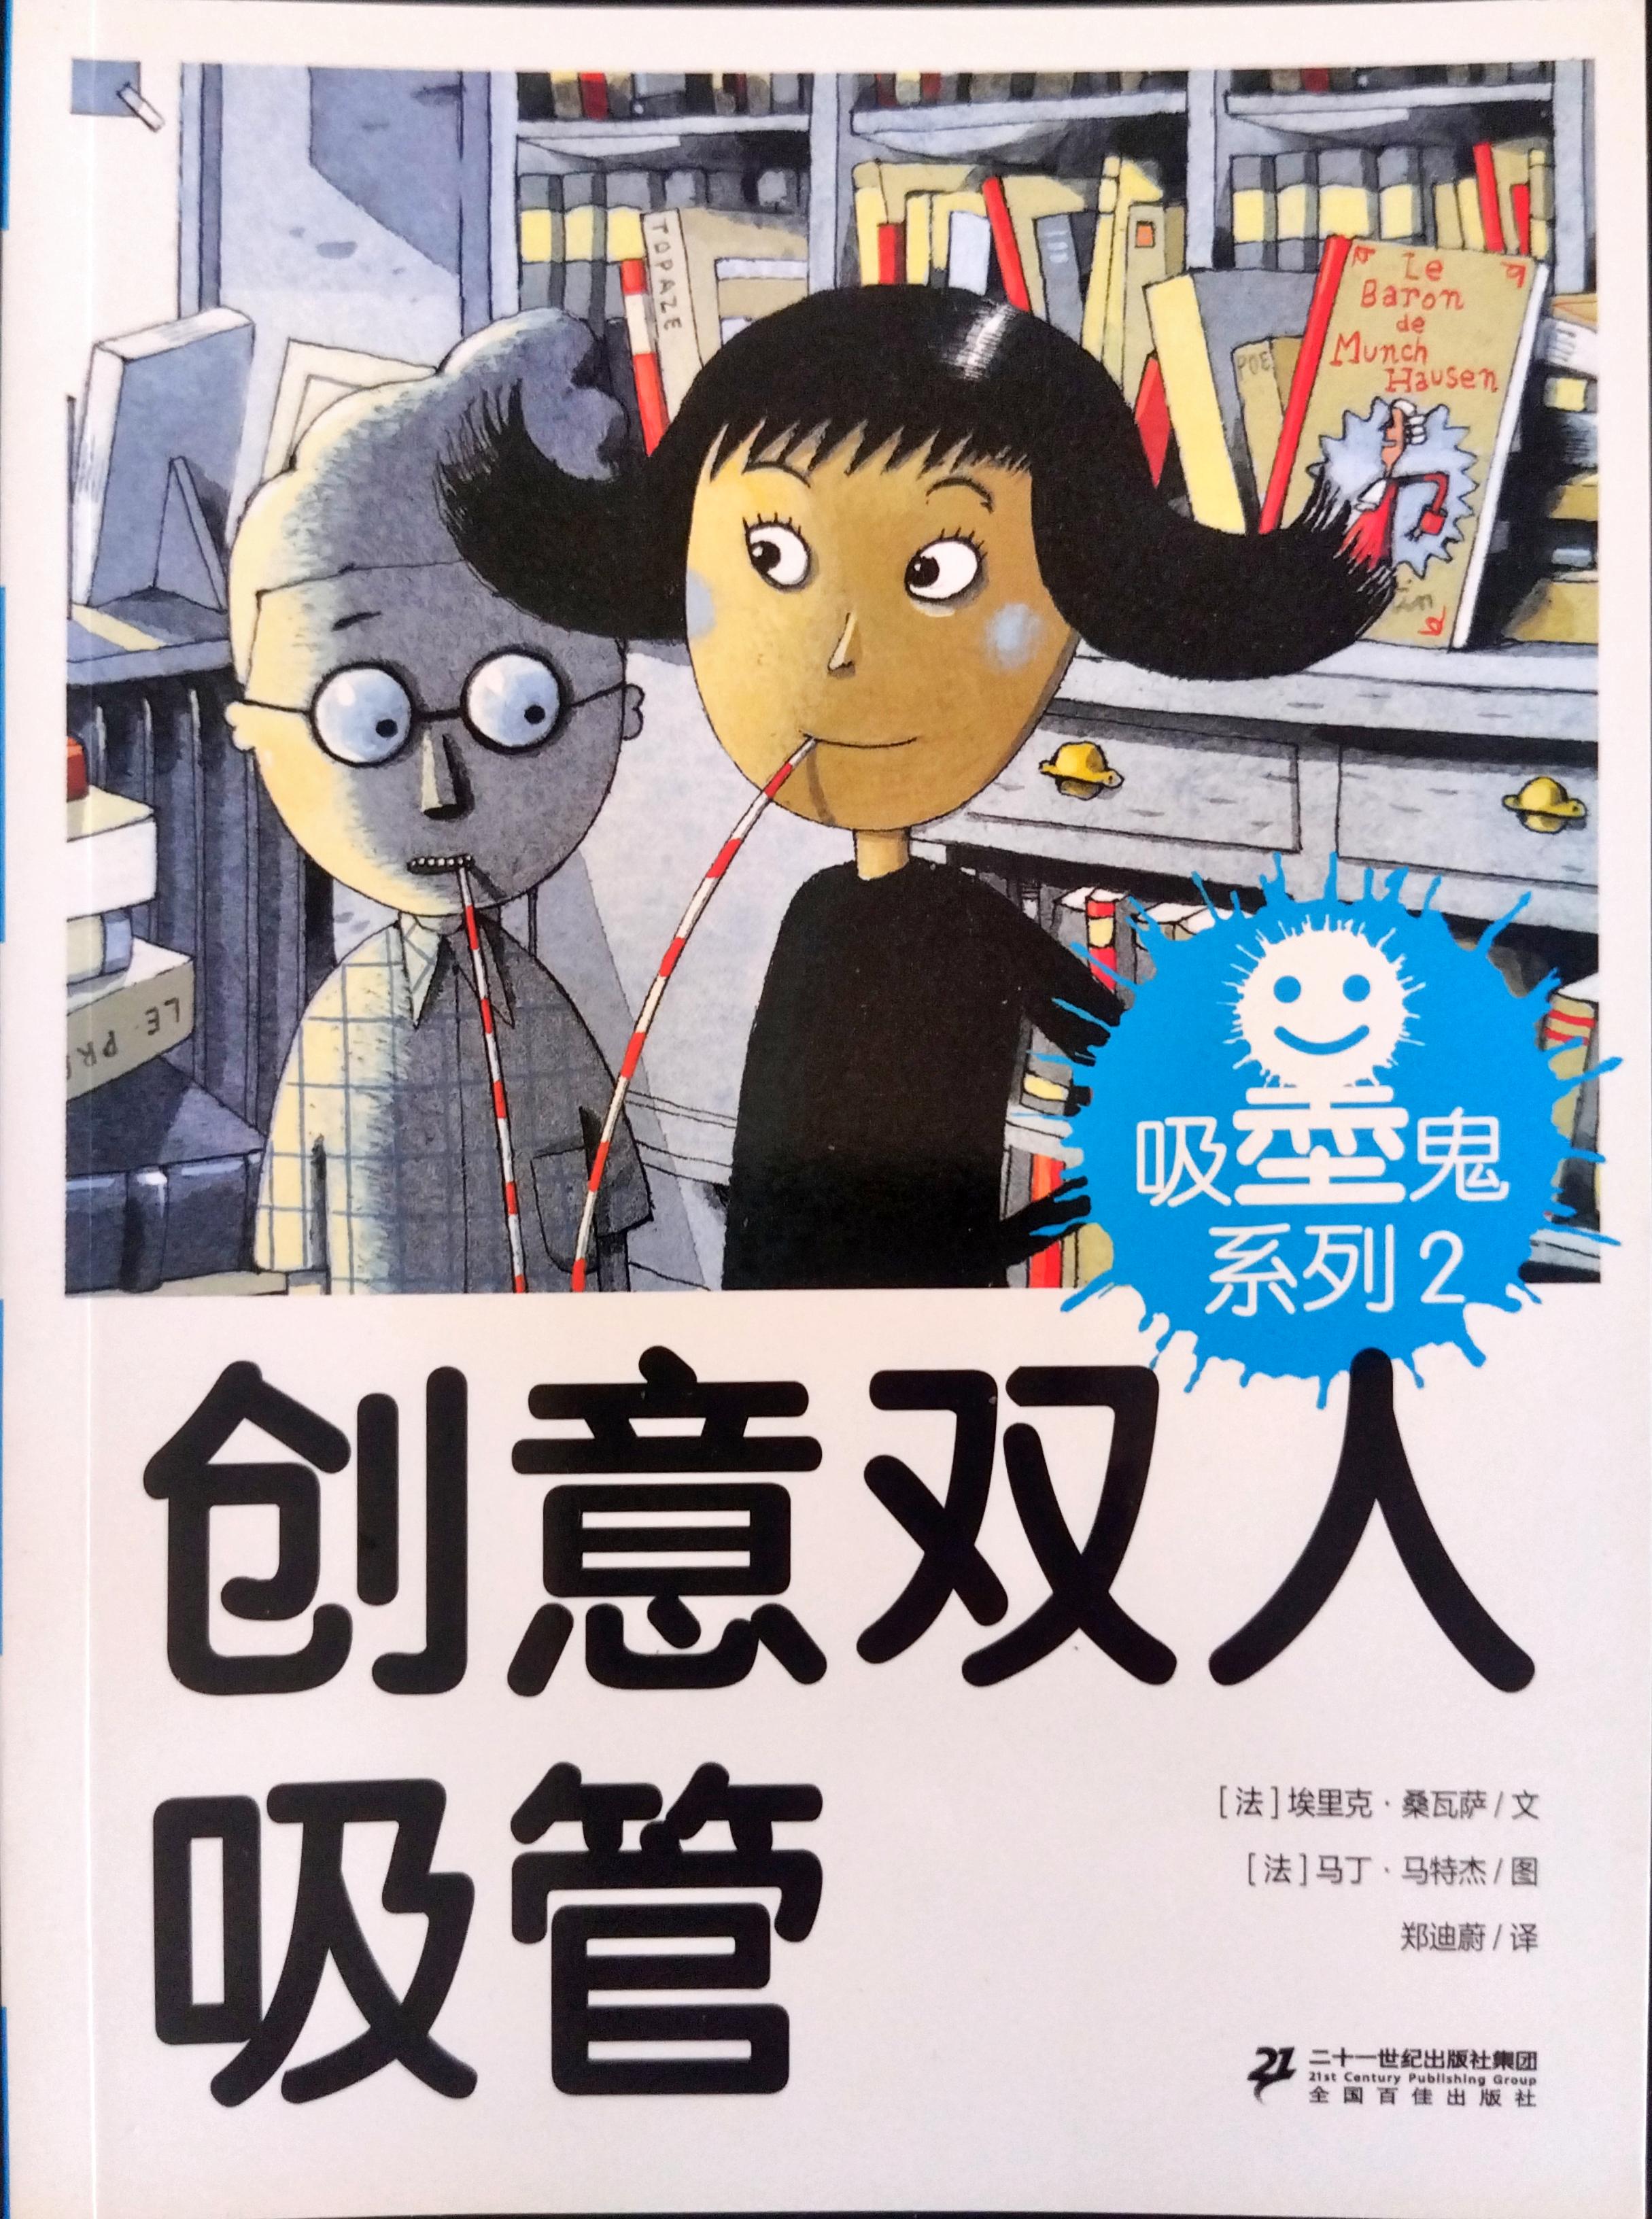 TOPAZE
Le
Baron
de
Munch
Hausen
POE
LE PR
吸墨鬼
系列2
创意双人
吸管
[法]埃里克·桑瓦萨/文
[法]马丁·马特杰/图
郑迪蔚/译
21 二十一世纪出版社集团
21st Century Publishing Group
全国百佳出版社